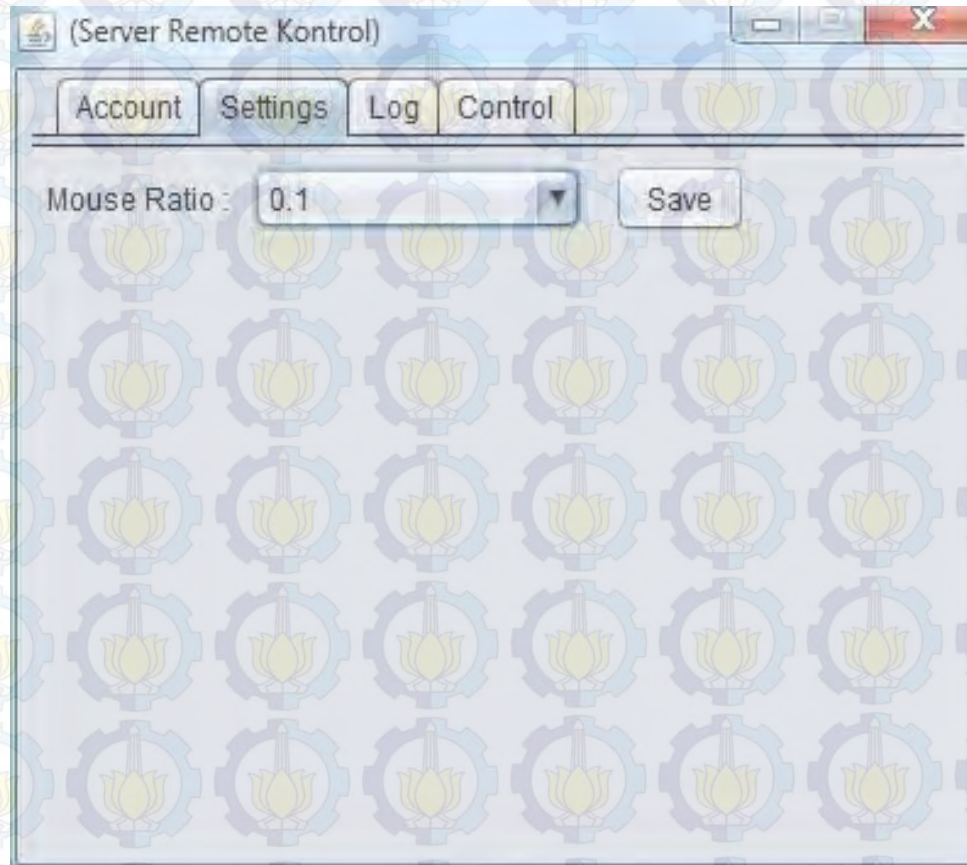 (Server Remote Kontrol)
Account Settings Log Control
Mouse Ratio : 0.1 Save